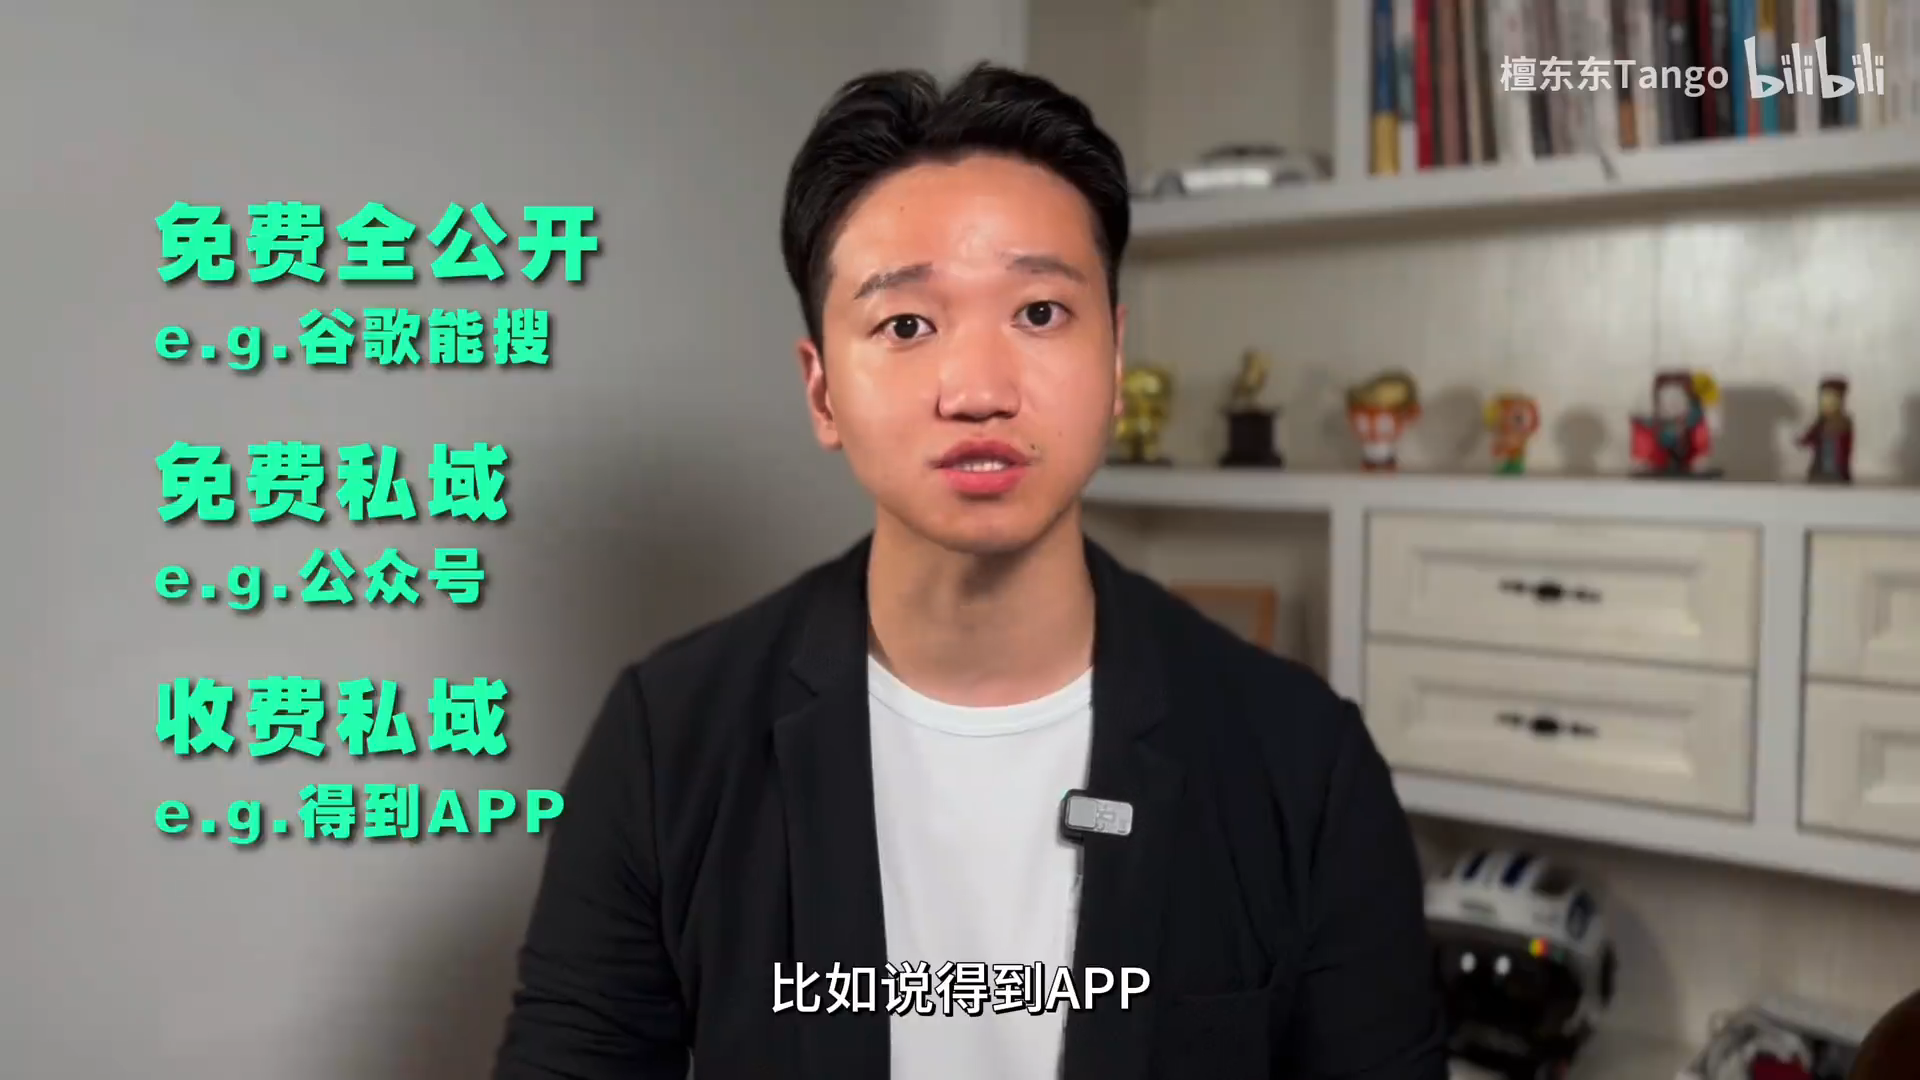 檀东东Tango bilibili
免费全公开
e.g.谷歌能搜
免费私域
e.g.公众号
收费私域
e.g.得到APP
比如说得到APP